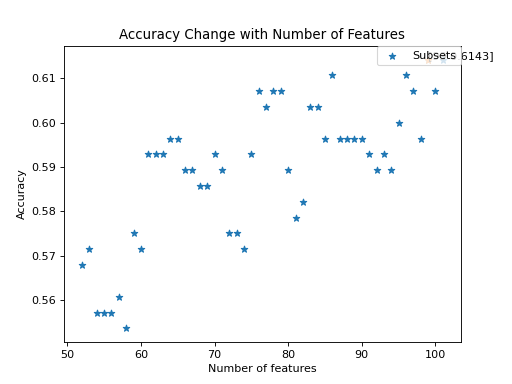 Accuracy Change with Number of Features
Subsets
6143]
0.61
0.60
0.59
0.58
0.57
0.56
Accuracy
50 60 70 80 90 100
Number of features